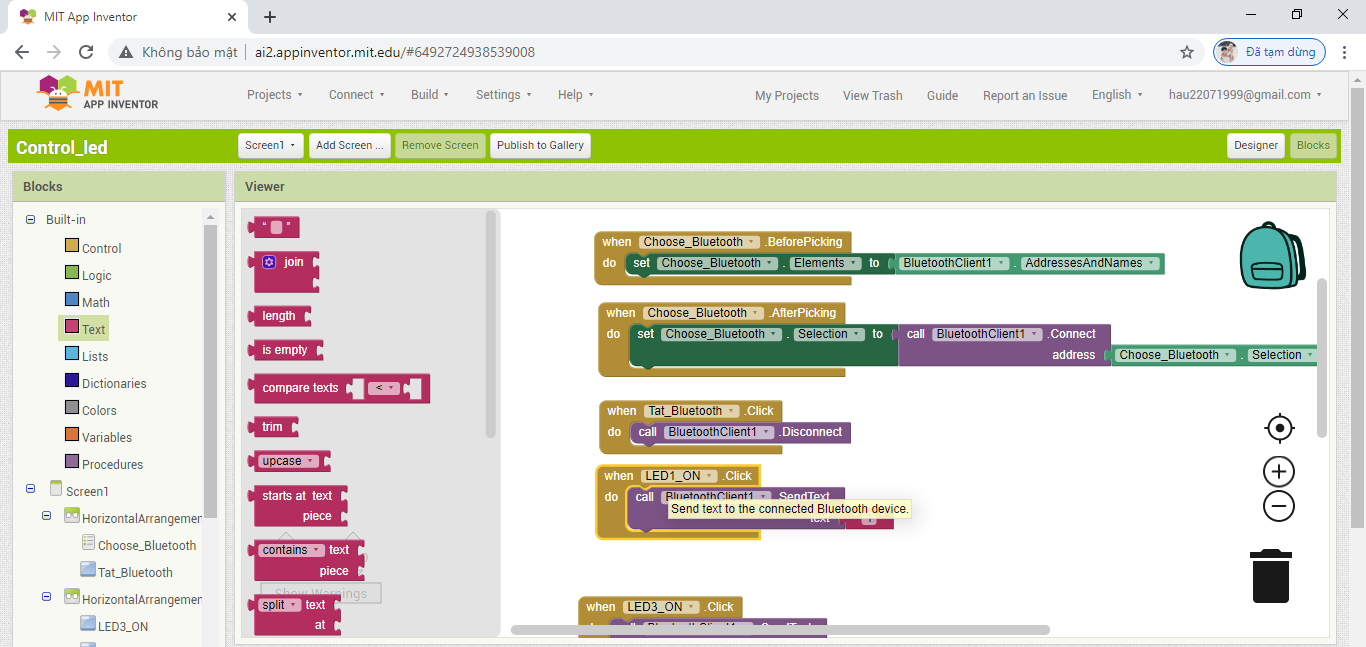 MIT App Inventor
Không bảo mật
ai2.appinventor.mit.edu/#6492724938539008
Đã tạm dừng
MIT
APP INVENTOR
Projects
Connect
Build
Settings
Help
My Projects
View Trash
Guide
Report an Issue
English
hau22071999@gmail.com
Control_led
Screen1
Add Screen ...
Remove Screen
Publish to Gallery
Designer
Blocks
Blocks
Built-in
Control
Logic
Math
Text
Lists
Dictionaries
Colors
Variables
Procedures
Screen1
HorizontalArrangemen
Choose_Bluetooth
Tat_Bluetooth
HorizontalArrangemen
LED3_ON
Viewer
" "
join
length
is empty
compare texts <
trim
upcase
starts at text
piece
contains text
piece
Show Warnings
split text
at
when Choose_Bluetooth .BeforePicking
do set Choose_Bluetooth . Elements to BluetoothClient1 . AddressesAndNames
when Choose_Bluetooth .AfterPicking
do set Choose_Bluetooth . Selection to call BluetoothClient1 .Connect
address Choose_Bluetooth . Selection
when Tat_Bluetooth .Click
do call BluetoothClient1 .Disconnect
when LED1_ON .Click
do call BluetoothClient1 .SendText
Send text to the connected Bluetooth device.
text
when LED3_ON .Click